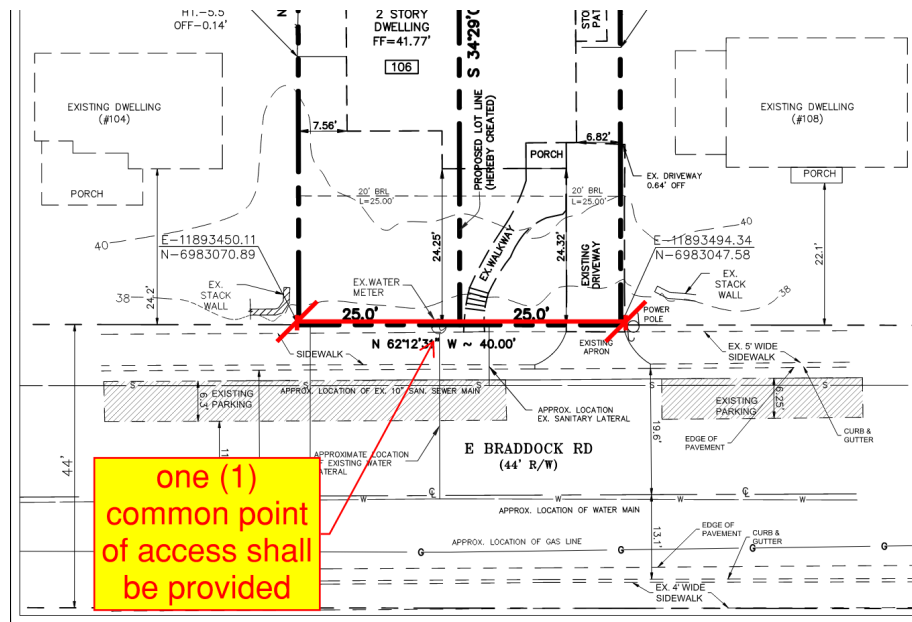 HT.-5.5
OFF-0.14'
N
2 STORY
DWELLING
FF=41.77'
106
S 34°29'0
STO
PAT
EXISTING DWELLING
(#104)
EXISTING DWELLING
(#108)
7.56'
6.82'
PORCH
PORCH
PORCH
PROPOSED LOT LINE
(HEREBY CREATED)
EX. DRIVEWAY
0.64' OFF
20' BRL
L=25.00'
20' BRL
L=25.00'
40
40
E-11893450.11
N-6983070.89
E-11893494.34
N-6983047.58
24.25'
24.32'
24.2'
22.1'
EX.WALKWAY
EXISTING
DRIVEWAY
EX.
STACK
WALL
EX.
STACK
WALL
38
38
EX.WATER
METER
25.0'
25.0'
POWER
POLE
SIDEWALK
N 62°12'31" W ~ 40.00'
EXISTING
APRON
EX. 5' WIDE
SIDEWALK
S
S
S
S
S
APPROX. LOCATION OF EX. 10" SAN. SEWER MAIN
6.3'
EXISTING
PARKING
EXISTING
PARKING
6.25'
APPROX. LOCATION
EX. SANITARY LATERAL
19.6'
EDGE OF
PAVEMENT
CURB &
GUTTER
APPROXIMATE LOCATION
OF EXISTING WATER
LATERAL
11
E BRADDOCK RD
(44' R/W)
44'
one (1)
common point
of access shall
be provided
W
W
W
W
W
APPROX. LOCATION OF WATER MAIN
APPROX. LOCATION OF GAS LINE
G
G
G
G
13.1'
EDGE OF
PAVEMENT
CURB &
GUTTER
EX. 4' WIDE
SIDEWALK